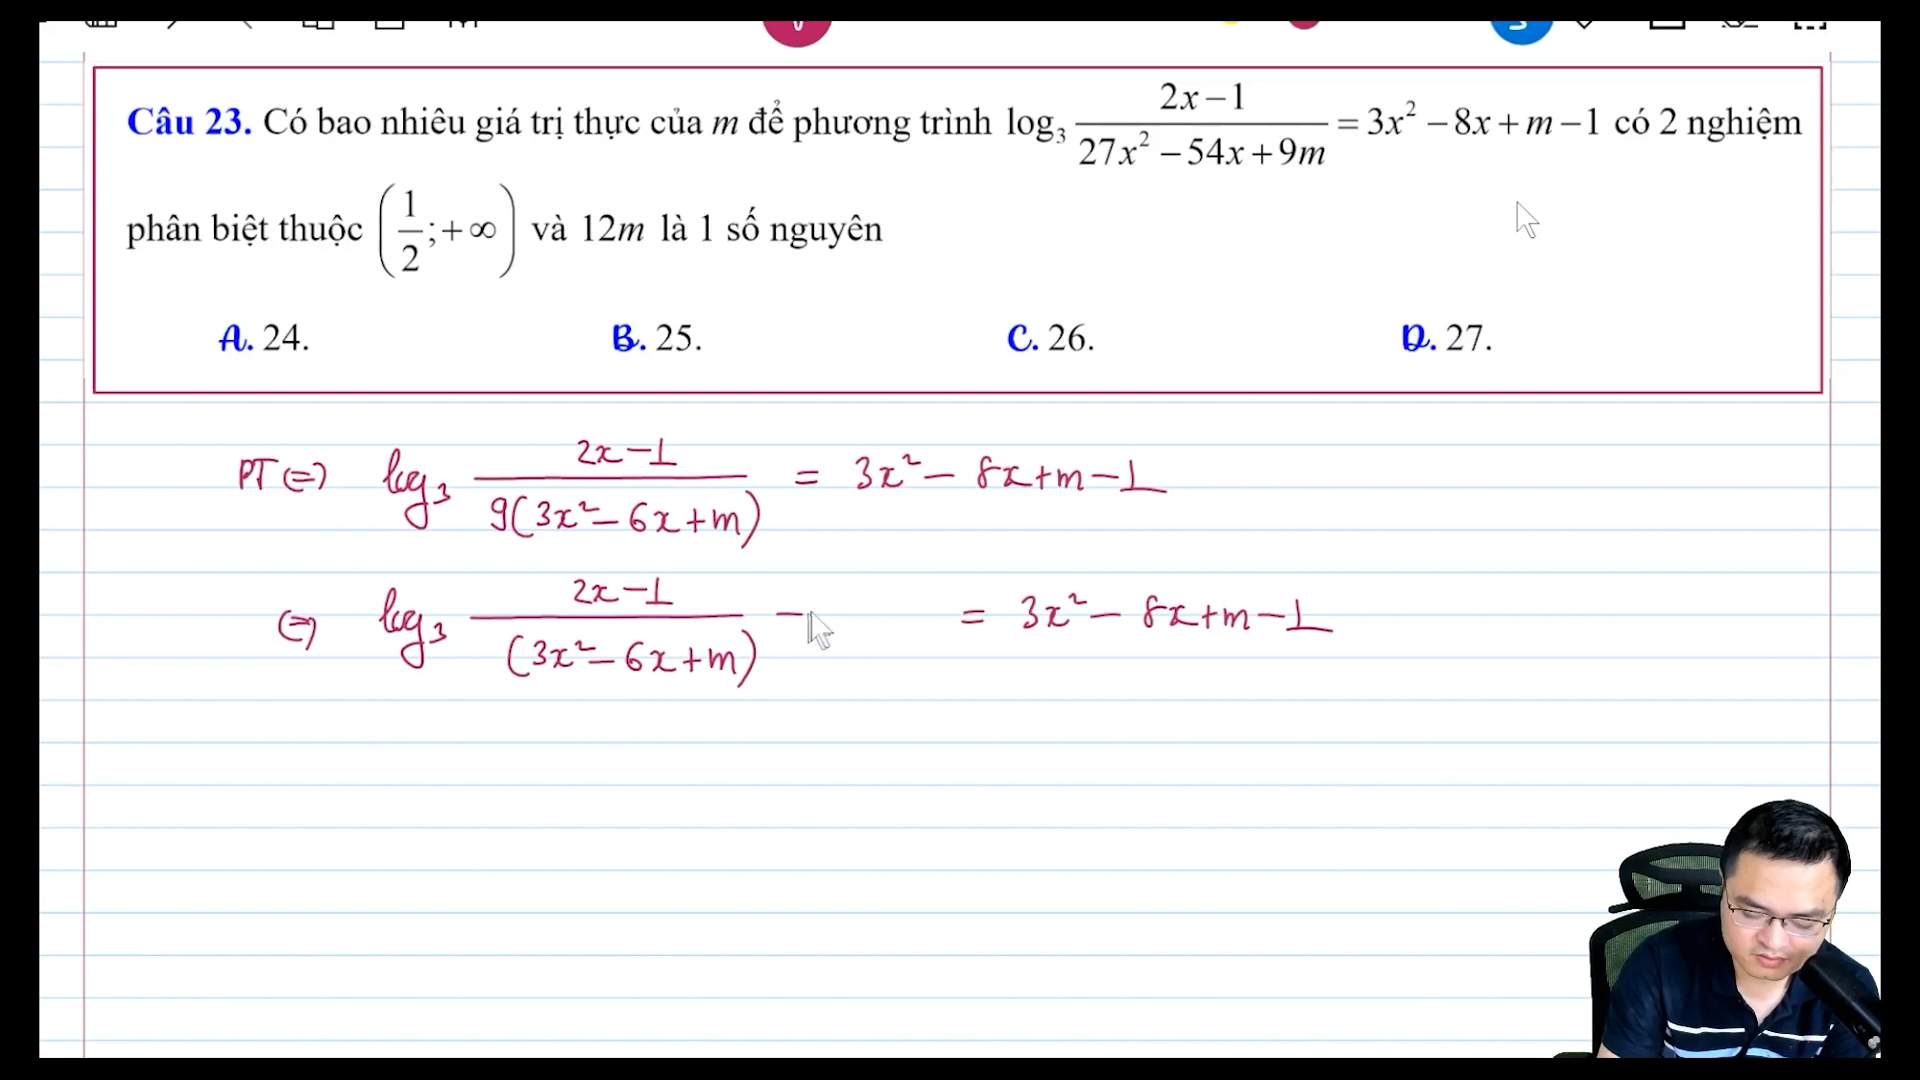 Câu 23. Có bao nhiêu giá trị thực của m để phương trình log₃ (2x−1)/(27x²−54x+9m) = 3x²−8x+m−1 có 2 nghiệm
phân biệt thuộc (1/2;+∞) và 12m là 1 số nguyên
A. 24. B. 25. C. 26. D. 27.
PT ⇔ log₃ (2x−1)/(9(3x²−6x+m)) = 3x²−8x+m−1
⇔ log₃ (2x−1)/((3x²−6x+m)) − = 3x²−8x+m−1